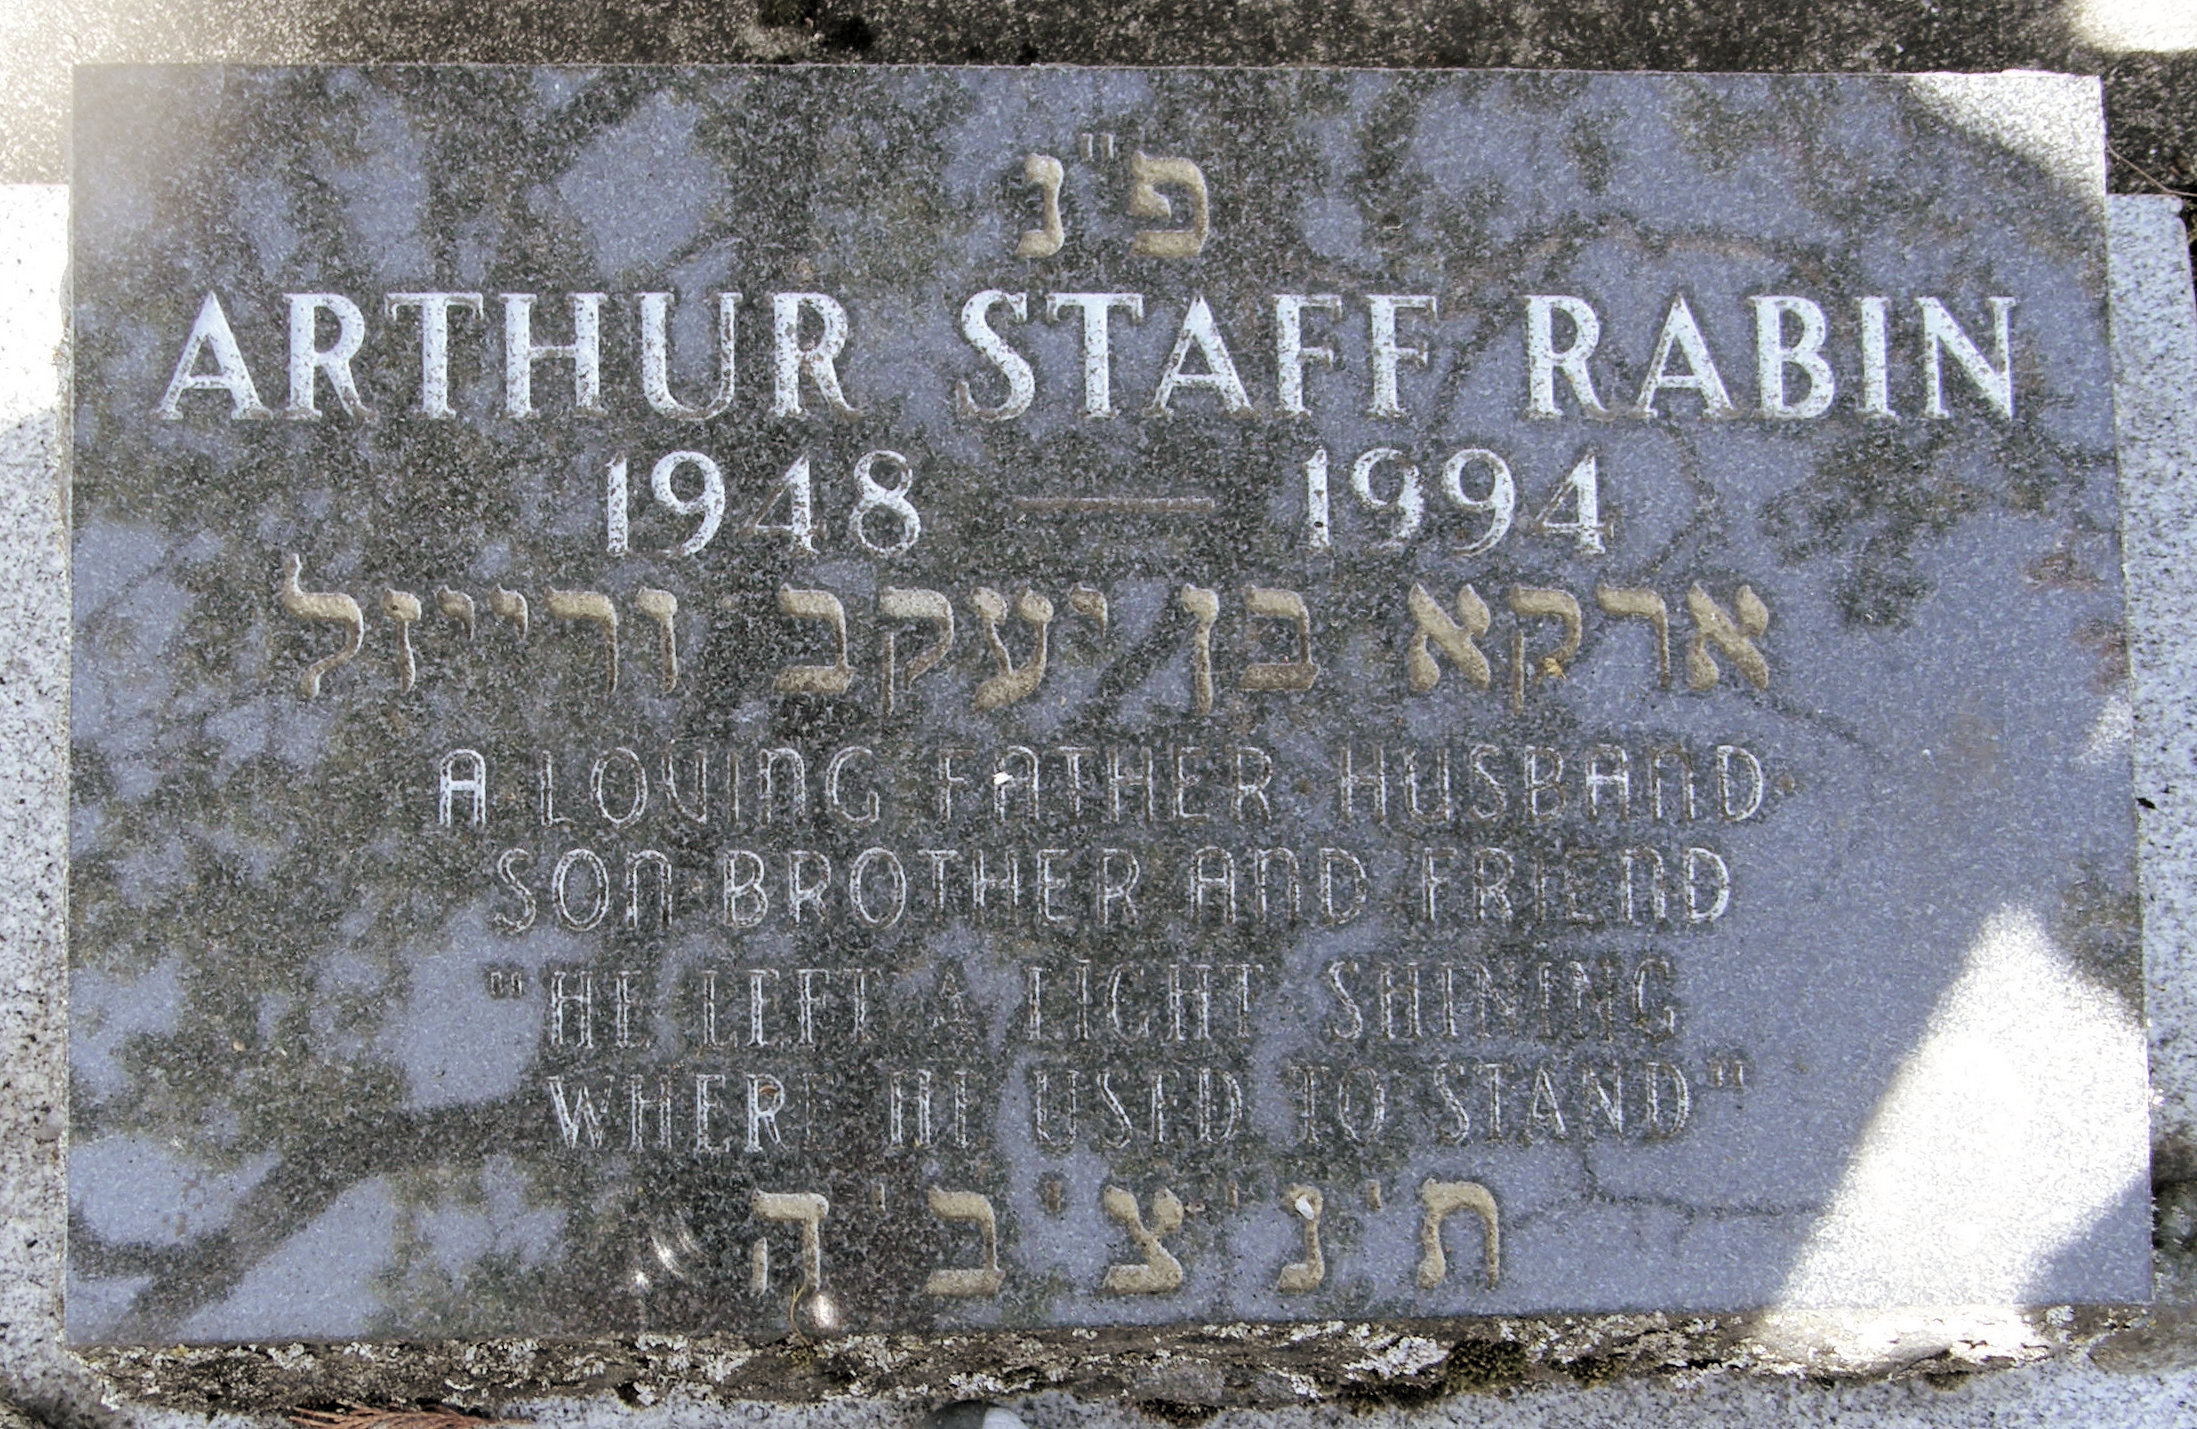 פ"נ
ARTHUR STAFF RABIN
1948 — 1994
ארקא בן יעקב ורייזל
A LOVING FATHER HUSBAND
SON BROTHER AND FRIEND
"HE LEFT A LIGHT SHINING
WHERE HE USED TO STAND"
ת'נ'צ'ב'ה